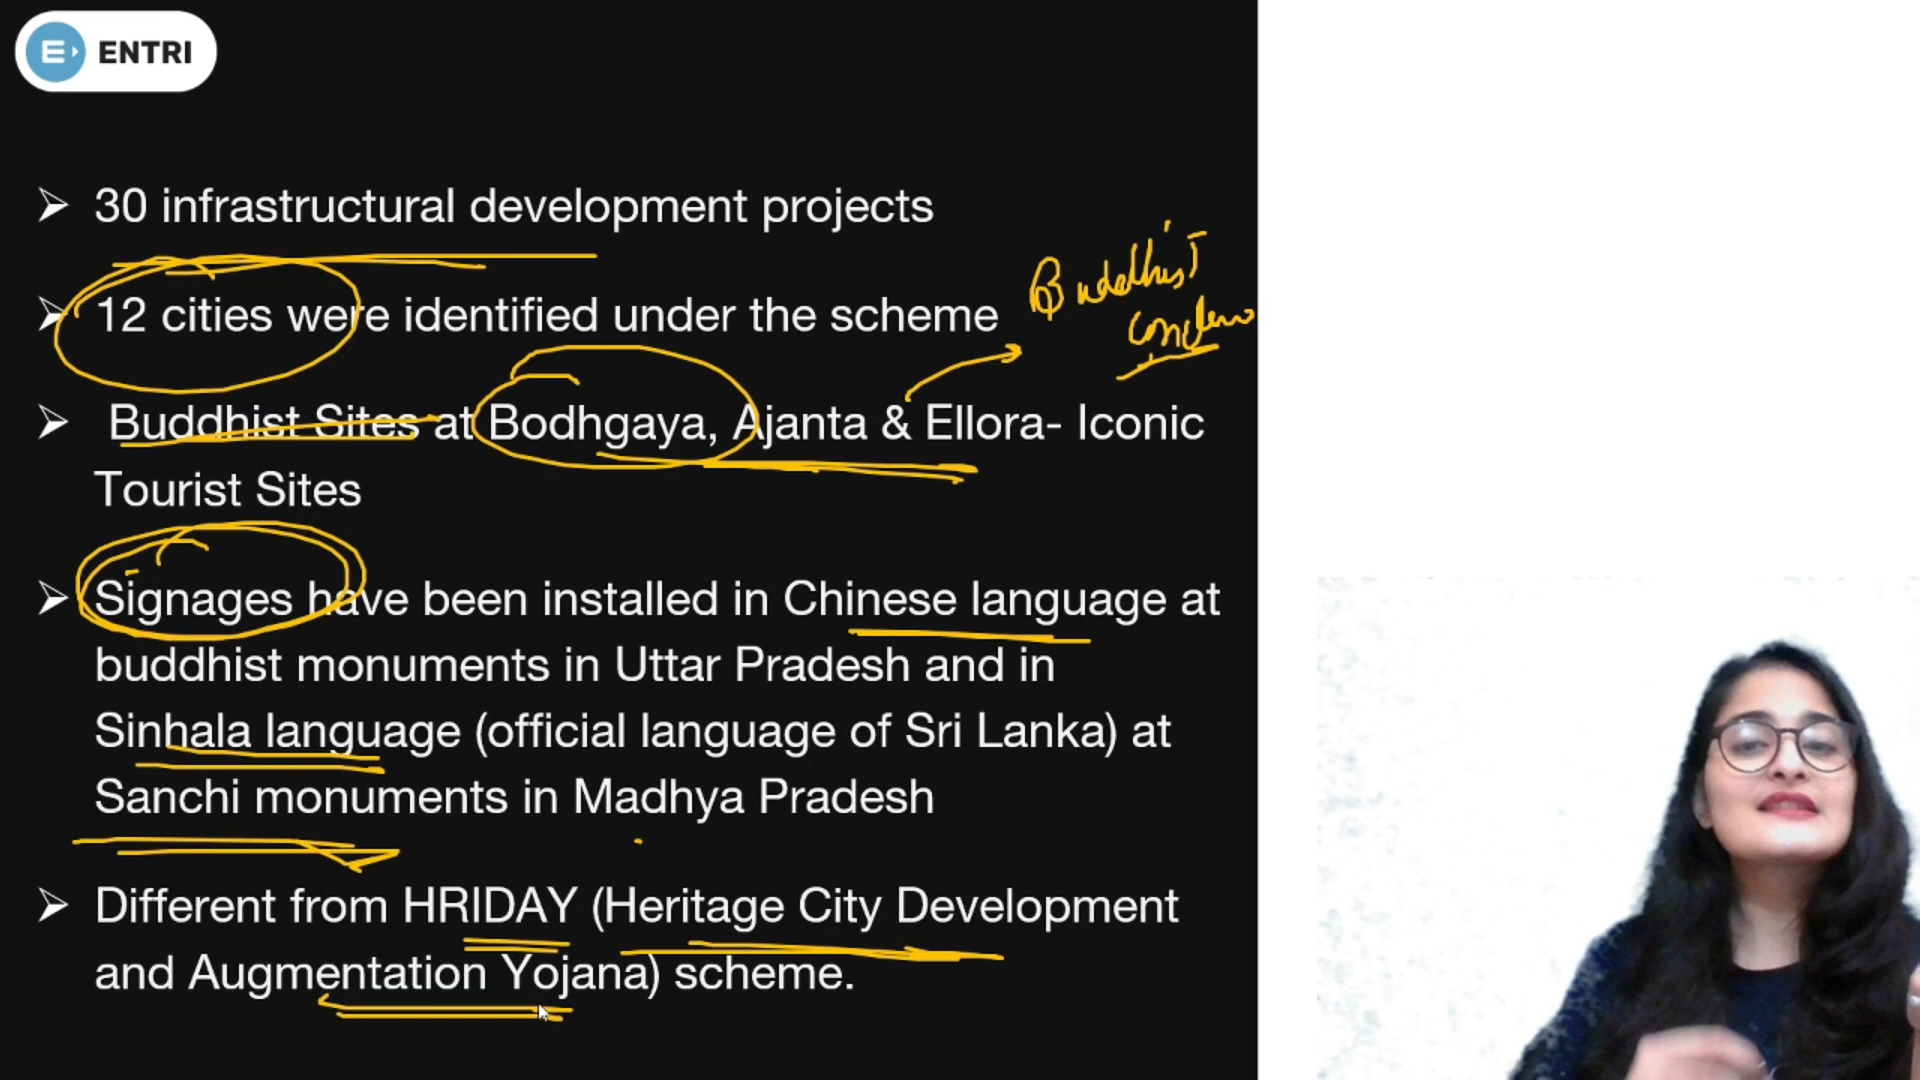 ENTRI
30 infrastructural development projects
12 cities were identified under the scheme
Buddhist
Buddhist Sites at Bodhgaya, Ajanta & Ellora- Iconic
Tourist Sites
Signages have been installed in Chinese language at
buddhist monuments in Uttar Pradesh and in
Sinhala language (official language of Sri Lanka) at
Sanchi monuments in Madhya Pradesh
Different from HRIDAY (Heritage City Development
and Augmentation Yojana) scheme.